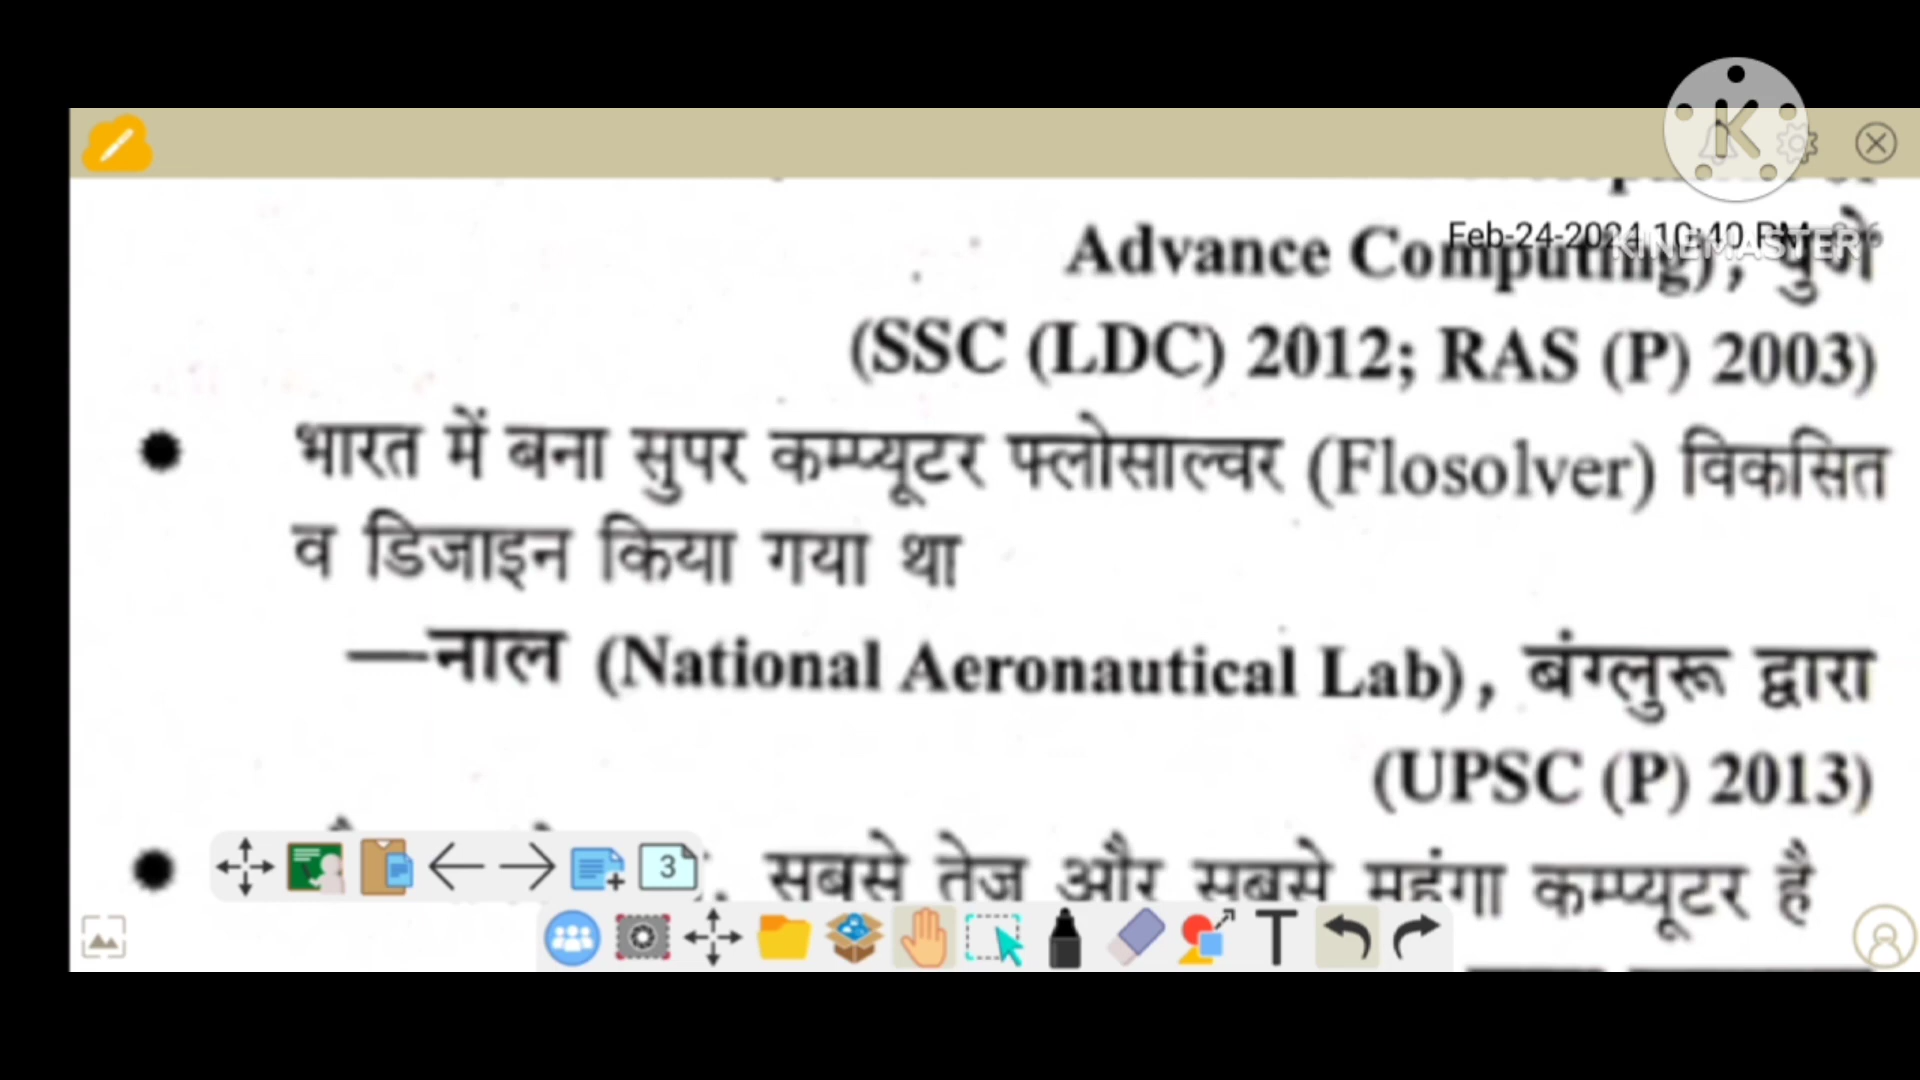 Advance Computing), पुणे
Feb-24-2024 10:40 PM
KINEMASTER
(SSC (LDC) 2012; RAS (P) 2003)
● भारत में बना सुपर कम्प्यूटर फ्लोसाल्वर (Flosolver) विकसित
व डिजाइन किया गया था
—नाल (National Aeronautical Lab), बंग्लुरू द्वारा
(UPSC (P) 2013)
● सबसे तेज और सबसे महंगा कम्प्यूटर है
3
T
K